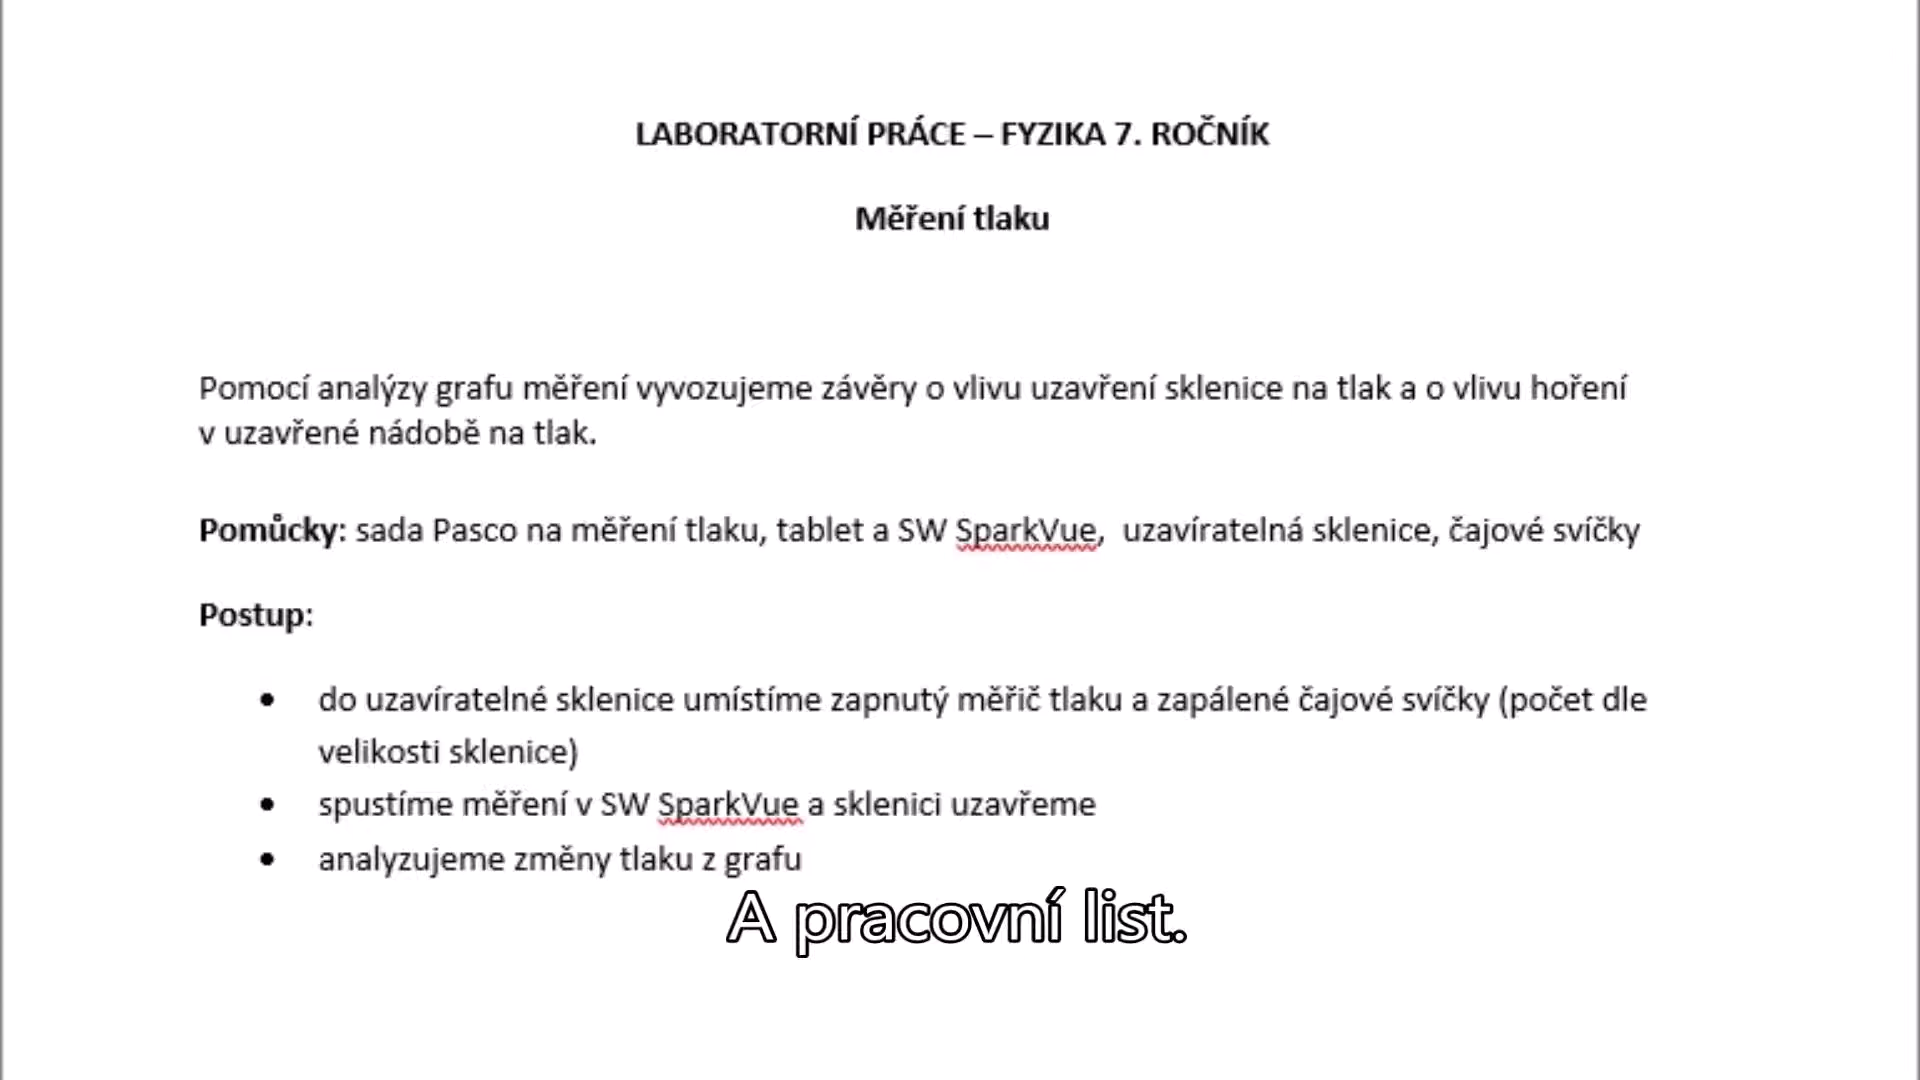 LABORATORNÍ PRÁCE – FYZIKA 7. ROČNÍK
Měření tlaku
Pomocí analýzy grafu měření vyvozujeme závěry o vlivu uzavření sklenice na tlak a o vlivu hoření
v uzavřené nádobě na tlak.
Pomůcky: sada Pasco na měření tlaku, tablet a SW SparkVue, uzavíratelná sklenice, čajové svíčky
Postup:
• do uzavíratelné sklenice umístíme zapnutý měřič tlaku a zapálené čajové svíčky (počet dle
velikosti sklenice)
• spustíme měření v SW SparkVue a sklenici uzavřeme
• analyzujeme změny tlaku z grafu
A pracovní list.